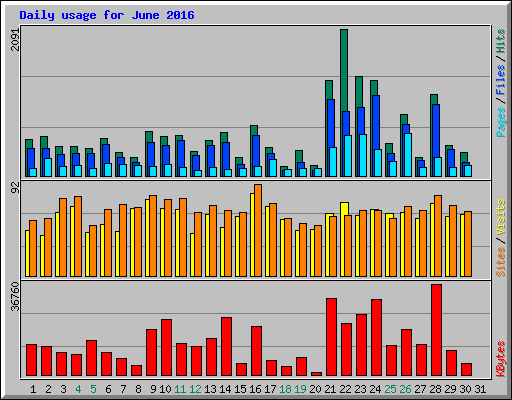 Daily usage for June 2016
2091
Pages / Files / Hits
92
Sites / Visits
36760
KBytes
1 2 3 4 5 6 7 8 9 10 11 12 13 14 15 16 17 18 19 20 21 22 23 24 25 26 27 28 29 30 31